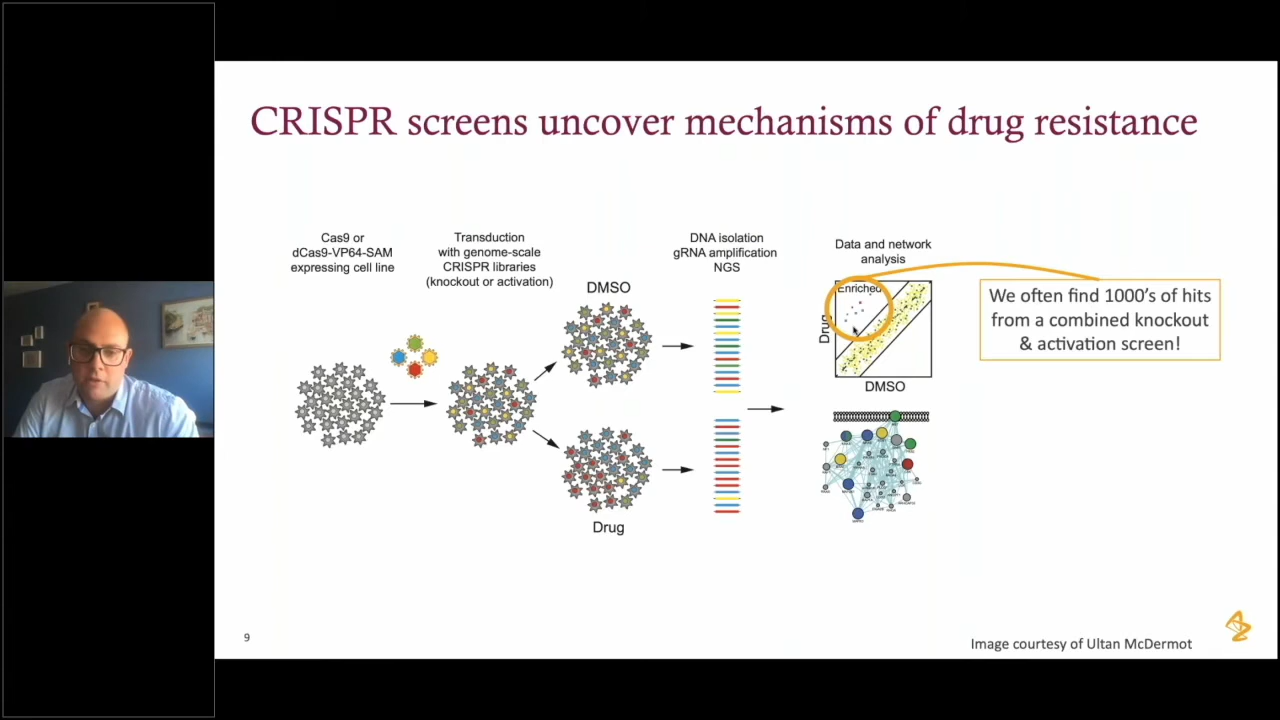 CRISPR screens uncover mechanisms of drug resistance
Cas9 or
dCas9-VP64-SAM
expressing cell line
Transduction
with genome-scale
CRISPR libraries
(knockout or activation)
DMSO
Drug
DNA isolation
gRNA amplification
NGS
Data and network
analysis
Enriched
Drug
DMSO
We often find 1000's of hits
from a combined knockout
& activation screen!
9
Image courtesy of Ultan McDermot